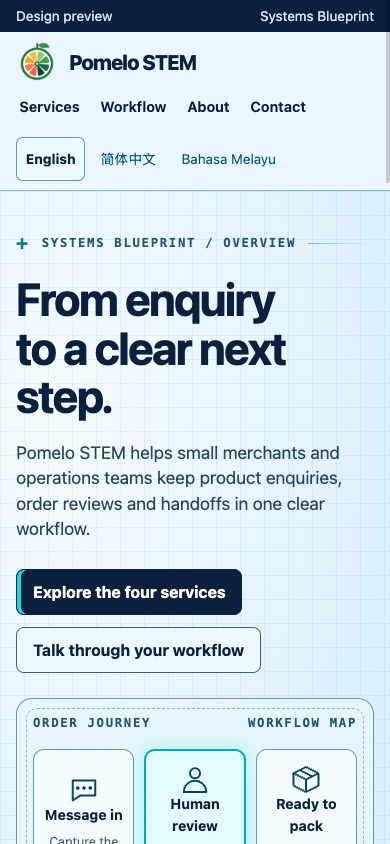 Design preview
Systems Blueprint
Pomelo STEM
Services Workflow About Contact
English 简体中文 Bahasa Melayu
SYSTEMS BLUEPRINT / OVERVIEW
From enquiry
to a clear next
step.
Pomelo STEM helps small merchants and
operations teams keep product enquiries,
order reviews and handoffs in one clear
workflow.
Explore the four services
Talk through your workflow
ORDER JOURNEY
WORKFLOW MAP
Message in
Capture the
Human
review
Ready to
pack